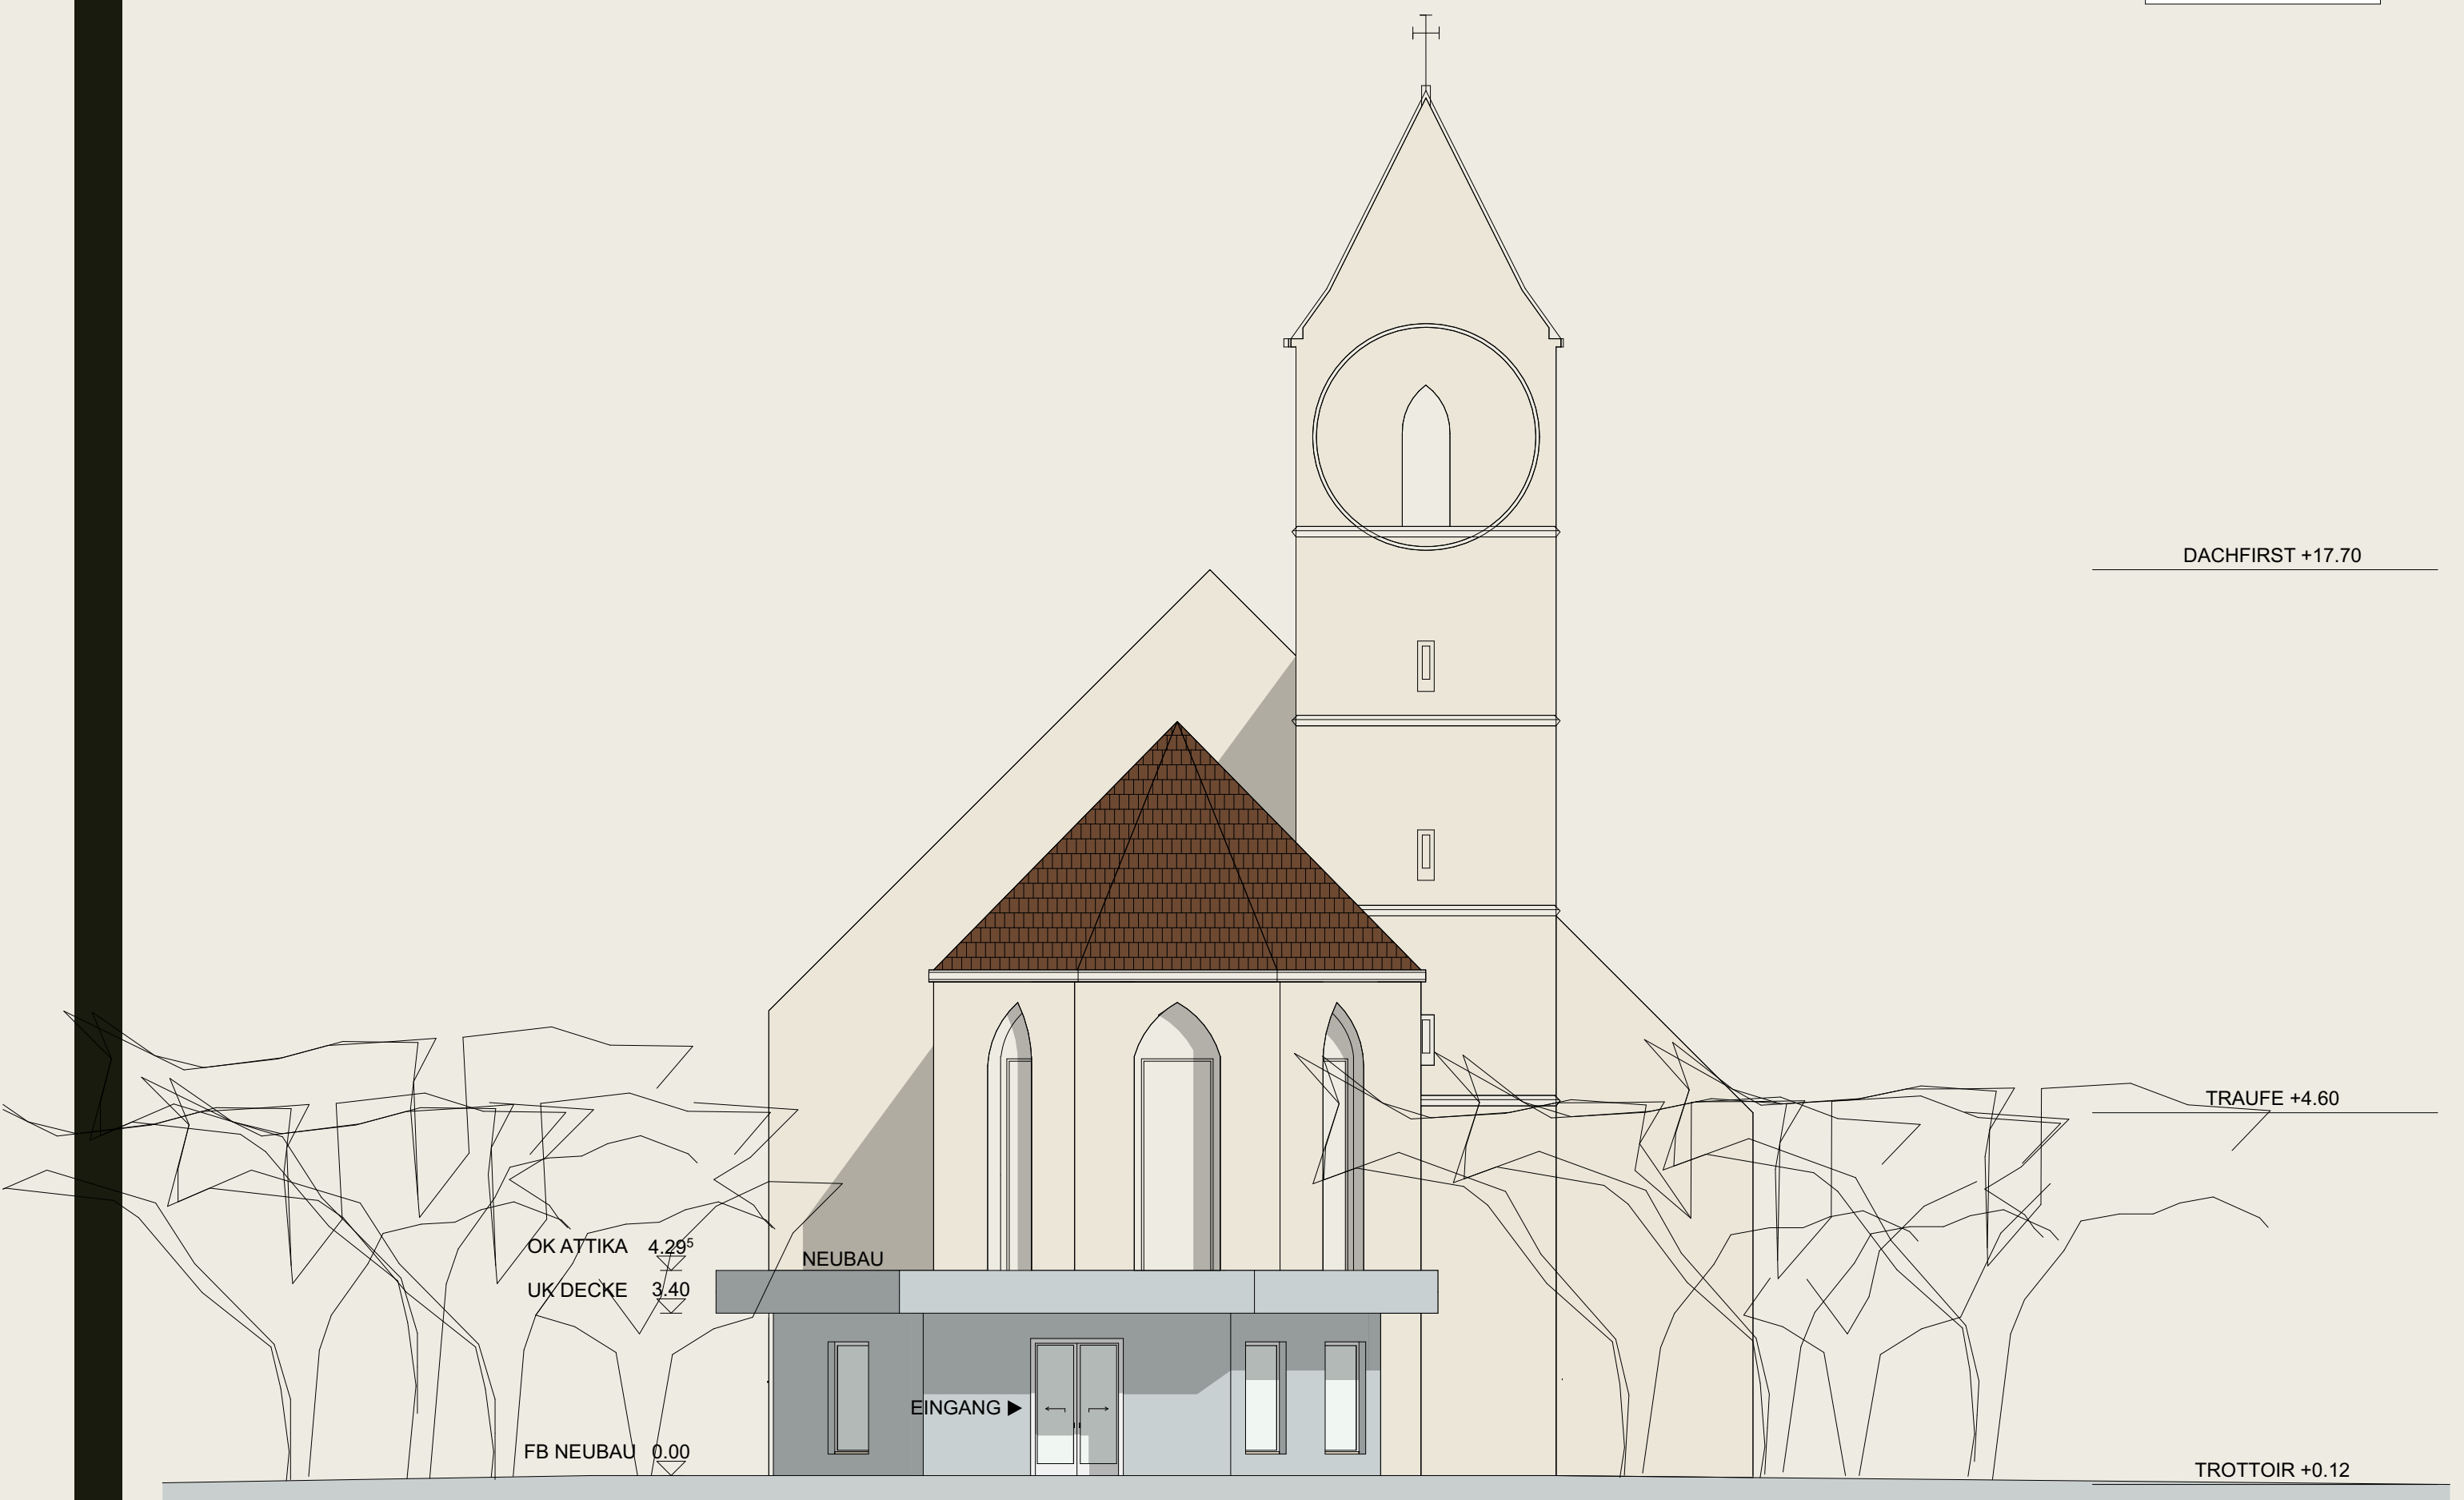 DACHFIRST +17.70
TRAUFE +4.60
OK ATTIKA 4.29⁵
NEUBAU
UK DECKE 3.40
EINGANG ▶
FB NEUBAU 0.00
TROTTOIR +0.12